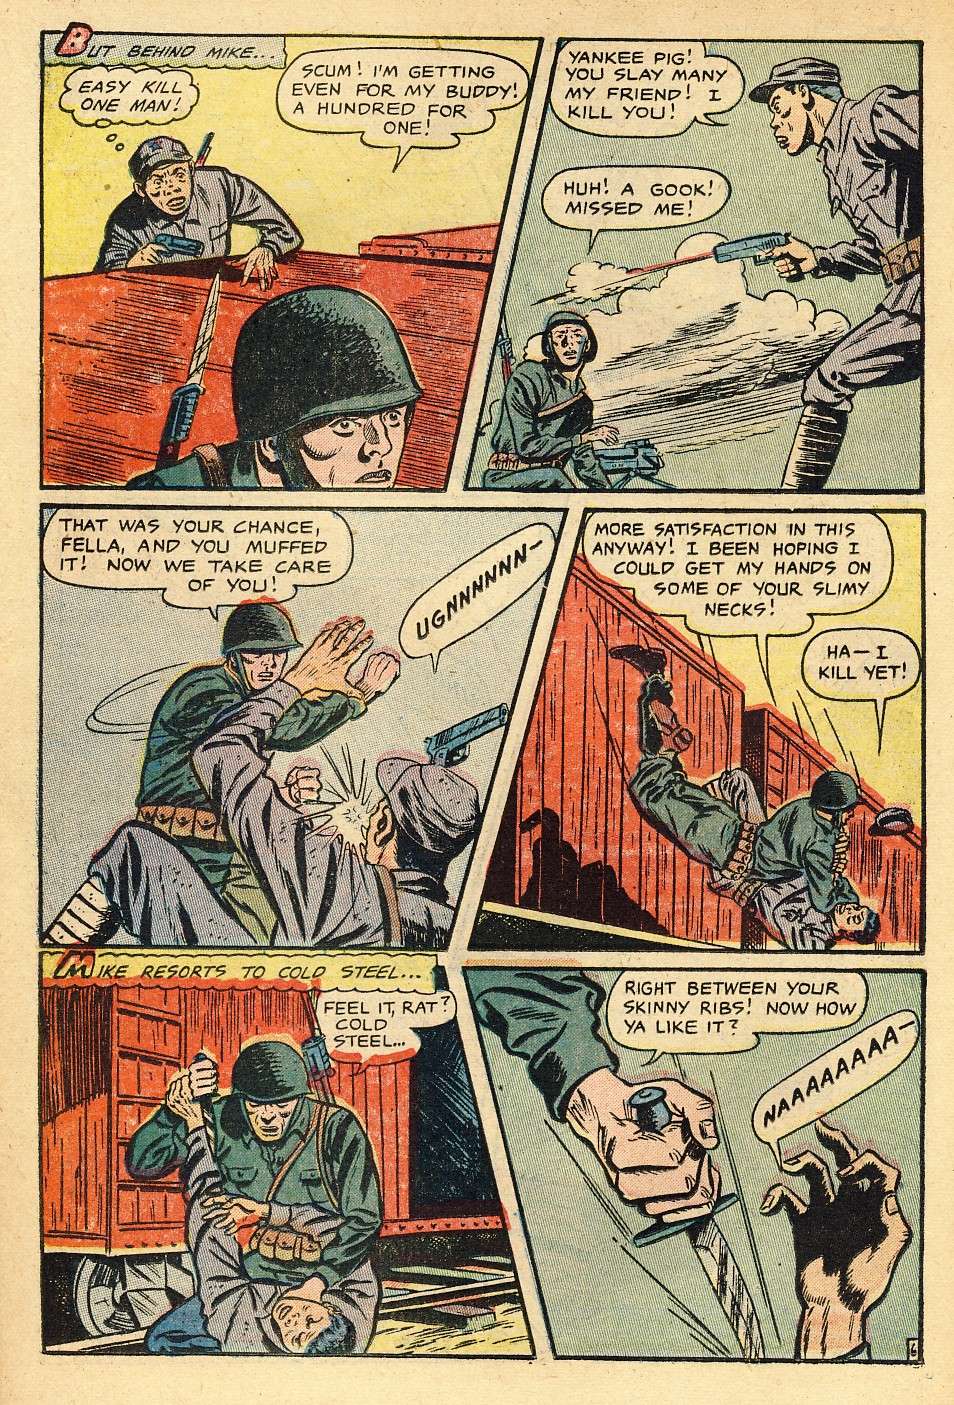 BUT BEHIND MIKE...
EASY KILL
ONE MAN!
SCUM! I'M GETTING
EVEN FOR MY BUDDY!
A HUNDRED FOR
ONE!
YANKEE PIG!
YOU SLAY MANY
MY FRIEND! I
KILL YOU!
HUH! A GOOK!
MISSED ME!
THAT WAS YOUR CHANCE,
FELLA, AND YOU MUFFED
IT! NOW WE TAKE CARE
OF YOU!
UGNNNNNN-
MORE SATISFACTION IN THIS
ANYWAY! I BEEN HOPING I
COULD GET MY HANDS ON
SOME OF YOUR SLIMY
NECKS!
HA-I
KILL YET!
MIKE RESORTS TO COLD STEEL...
FEEL IT, RAT?
COLD
STEEL...
RIGHT BETWEEN YOUR
SKINNY RIBS! NOW HOW
YA LIKE IT?
NAAAAAAAA-
6